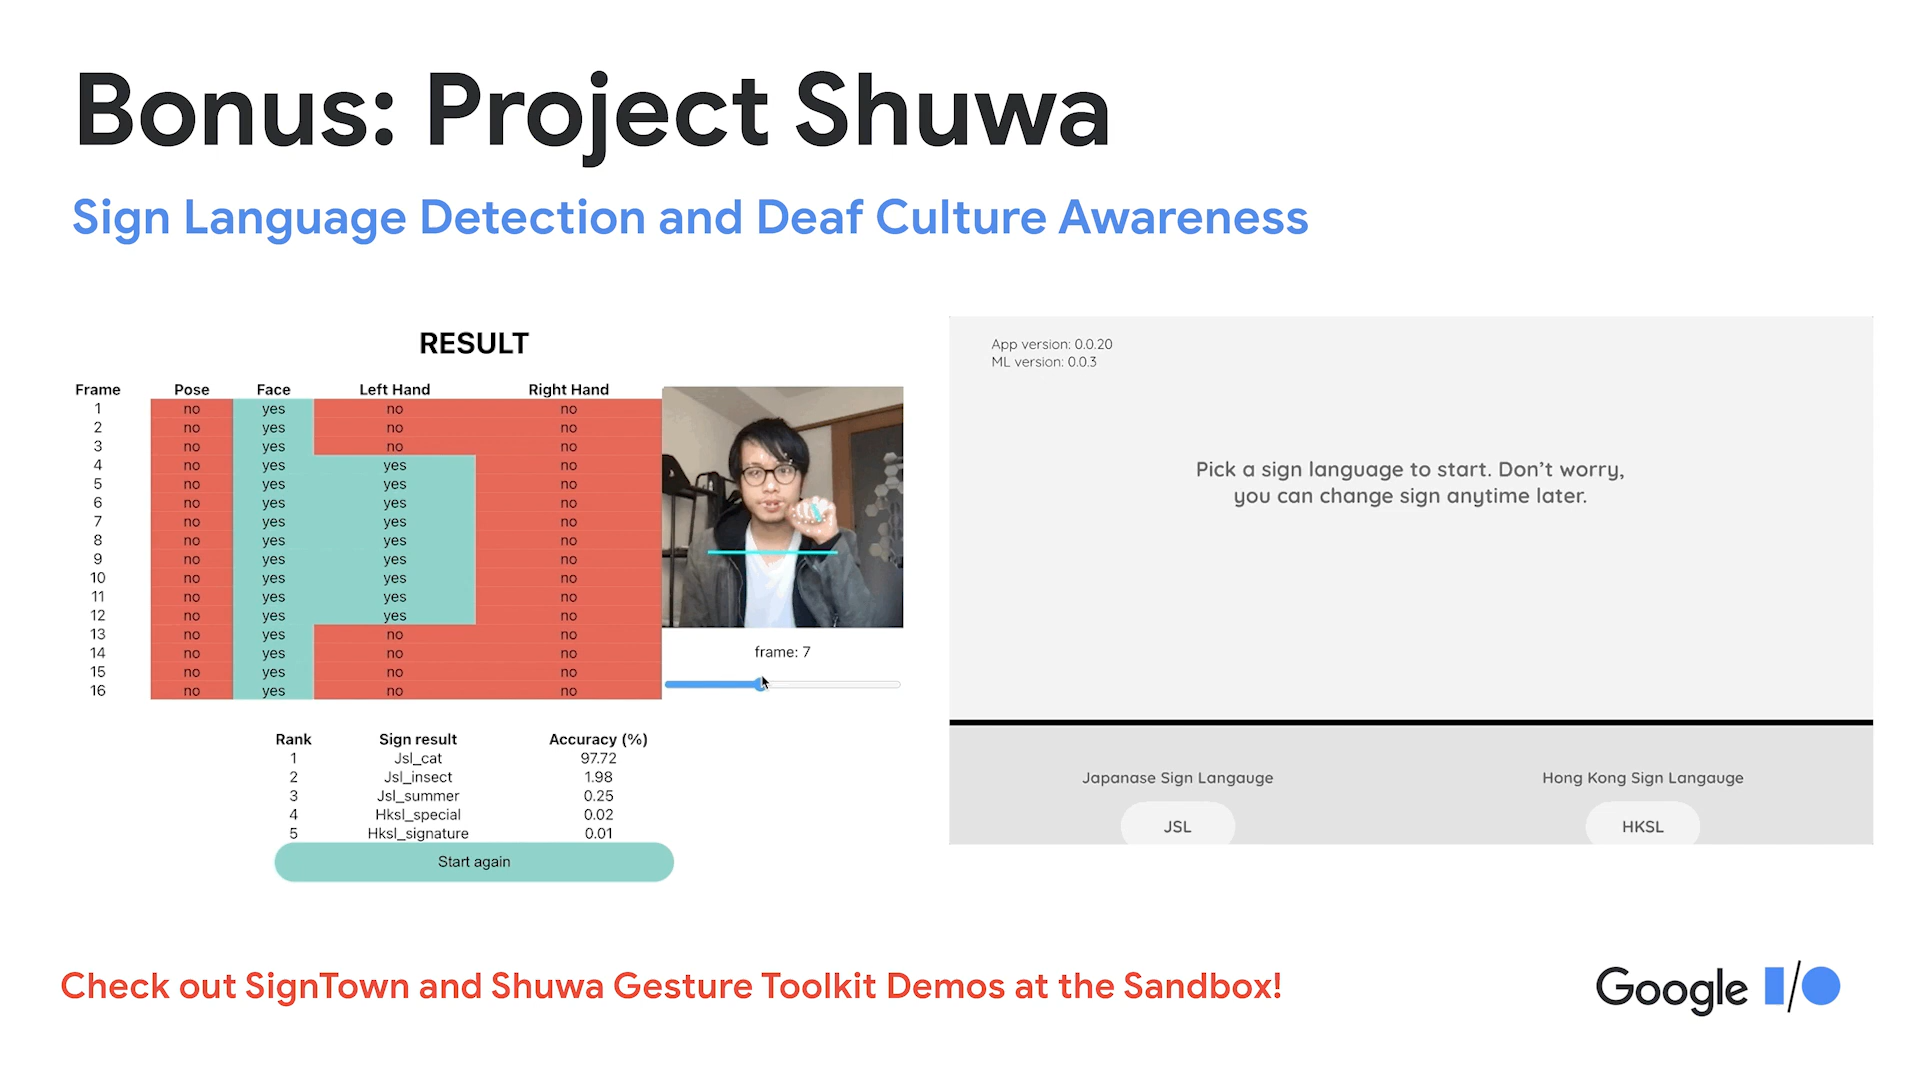 Bonus: Project Shuwa
Sign Language Detection and Deaf Culture Awareness
RESULT
Frame Pose Face Left Hand Right Hand
1 no yes no no
2 no yes no no
3 no yes no no
4 no yes yes no
5 no yes yes no
6 no yes yes no
7 no yes yes no
8 no yes yes no
9 no yes yes no
10 no yes yes no
11 no yes yes no
12 no yes yes no
13 no yes no no
14 no yes no no
15 no yes no no
16 no yes no no
frame: 7
Rank Sign result Accuracy (%)
1 Jsl_cat 97.72
2 Jsl_insect 1.98
3 Jsl_summer 0.25
4 Hksl_special 0.02
5 Hksl_signature 0.01
Start again
App version: 0.0.20
ML version: 0.0.3
Pick a sign language to start. Don’t worry,
you can change sign anytime later.
Japanase Sign Langauge
JSL
Hong Kong Sign Langauge
HKSL
Check out SignTown and Shuwa Gesture Toolkit Demos at the Sandbox!
Google I/O